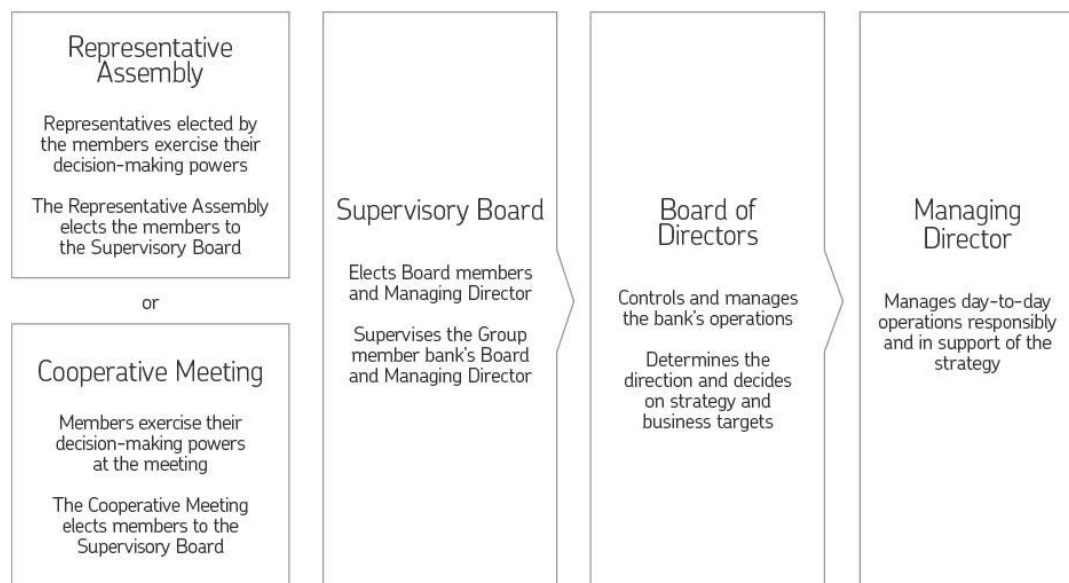 Representative
Assembly
Representatives elected by
the members exercise their
decision-making powers
The Representative Assembly
elects the members to
the Supervisory Board
or
Cooperative Meeting
Members exercise their
decision-making powers
at the meeting
The Cooperative Meeting
elects members to the
Supervisory Board
Supervisory Board
Elects Board members
and Managing Director
Supervises the Group
member bank's Board
and Managing Director
Board of
Directors
Controls and manages
the bank's operations
Determines the
direction and decides
on strategy and
business targets
Managing
Director
Manages day-to-day
operations responsibly
and in support of the
strategy